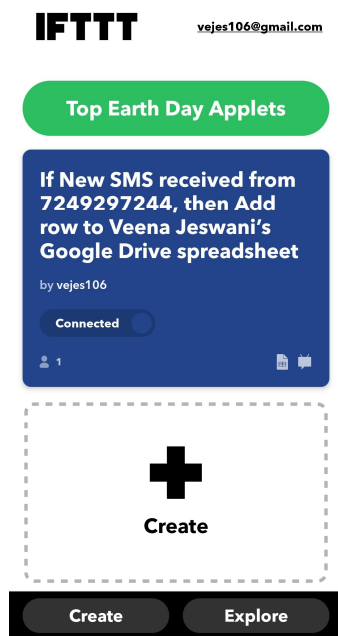 IFTTT
vejes106@gmail.com
Top Earth Day Applets
If New SMS received from
7249297244, then Add
row to Veena Jeswani's
Google Drive spreadsheet
by vejes106
Connected
1
Create
Create
Explore